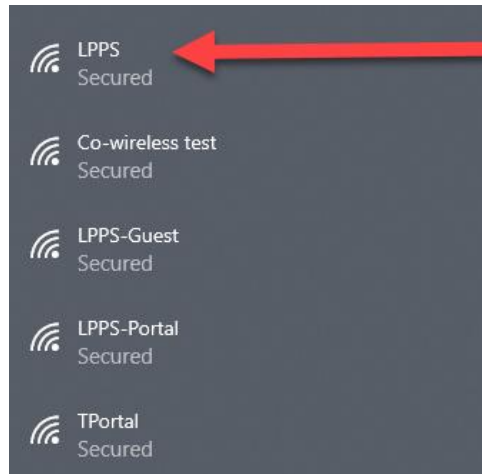 LPPS
Secured
Co-wireless test
Secured
LPPS-Guest
Secured
LPPS-Portal
Secured
TPortal
Secured